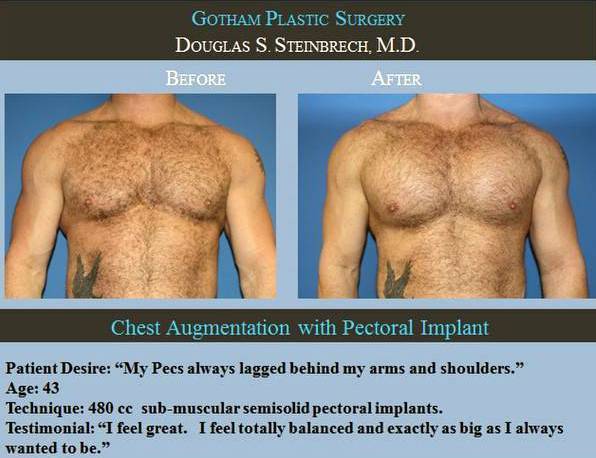 GOTHAM PLASTIC SURGERY
DOUGLAS S. STEINBRECH, M.D.
BEFORE
AFTER
Chest Augmentation with Pectoral Implant
Patient Desire: “My Pecs always lagged behind my arms and shoulders.”
Age: 43
Technique: 480 cc sub-muscular semisolid pectoral implants.
Testimonial: “I feel great. I feel totally balanced and exactly as big as I always
wanted to be.”